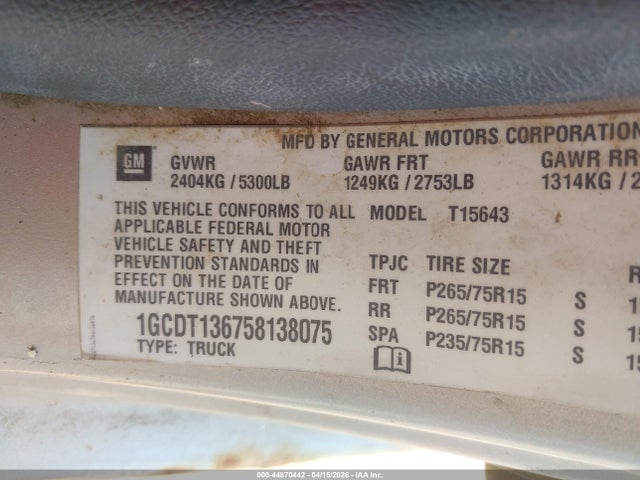 MFD BY GENERAL MOTORS CORPORATION
GM
GVWR GAWR FRT GAWR RR
2404KG / 5300LB 1249KG / 2753LB 1314KG /
THIS VEHICLE CONFORMS TO ALL
APPLICABLE FEDERAL MOTOR
VEHICLE SAFETY AND THEFT
PREVENTION STANDARDS IN
EFFECT ON THE DATE OF
MANUFACTURE SHOWN ABOVE.
1GCDT136758138075
TYPE: TRUCK
MODEL T15643
TPJC TIRE SIZE
FRT P265/75R15 S
RR P265/75R15 S
SPA P235/75R15 S
000-44870442 - 04/15/2026 - IAA Inc.